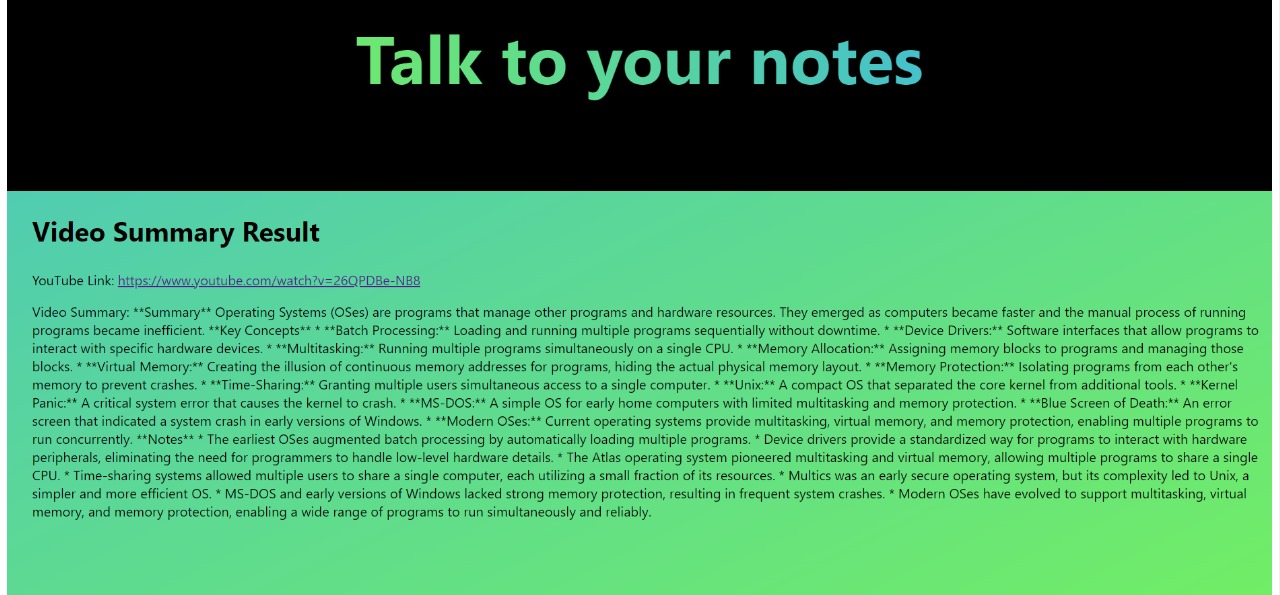 Talk to your notes
Video Summary Result
YouTube Link: https://www.youtube.com/watch?v=26QPDBe-NB8
Video Summary: **Summary** Operating Systems (OSes) are programs that manage other programs and hardware resources. They emerged as computers became faster and the manual process of running
programs became inefficient. **Key Concepts** * **Batch Processing:** Loading and running multiple programs sequentially without downtime. * **Device Drivers:** Software interfaces that allow programs to
interact with specific hardware devices. * **Multitasking:** Running multiple programs simultaneously on a single CPU. * **Memory Allocation:** Assigning memory blocks to programs and managing those
blocks. * **Virtual Memory:** Creating the illusion of continuous memory addresses for programs, hiding the actual physical memory layout. * **Memory Protection:** Isolating programs from each other's
memory to prevent crashes. * **Time-Sharing:** Granting multiple users simultaneous access to a single computer. * **Unix:** A compact OS that separated the core kernel from additional tools. * **Kernel
Panic:** A critical system error that causes the kernel to crash. * **MS-DOS:** A simple OS for early home computers with limited multitasking and memory protection. * **Blue Screen of Death:** An error
screen that indicated a system crash in early versions of Windows. * **Modern OSes:** Current operating systems provide multitasking, virtual memory, and memory protection, enabling multiple programs to
run concurrently. **Notes** * The earliest OSes augmented batch processing by automatically loading multiple programs. * Device drivers provide a standardized way for programs to interact with hardware
peripherals, eliminating the need for programmers to handle low-level hardware details. * The Atlas operating system pioneered multitasking and virtual memory, allowing multiple programs to share a single
CPU. * Time-sharing systems allowed multiple users to share a single computer, each utilizing a small fraction of its resources. * Multics was an early secure operating system, but its complexity led to Unix, a
simpler and more efficient OS. * MS-DOS and early versions of Windows lacked strong memory protection, resulting in frequent system crashes. * Modern OSes have evolved to support multitasking, virtual
memory, and memory protection, enabling a wide range of programs to run simultaneously and reliably.